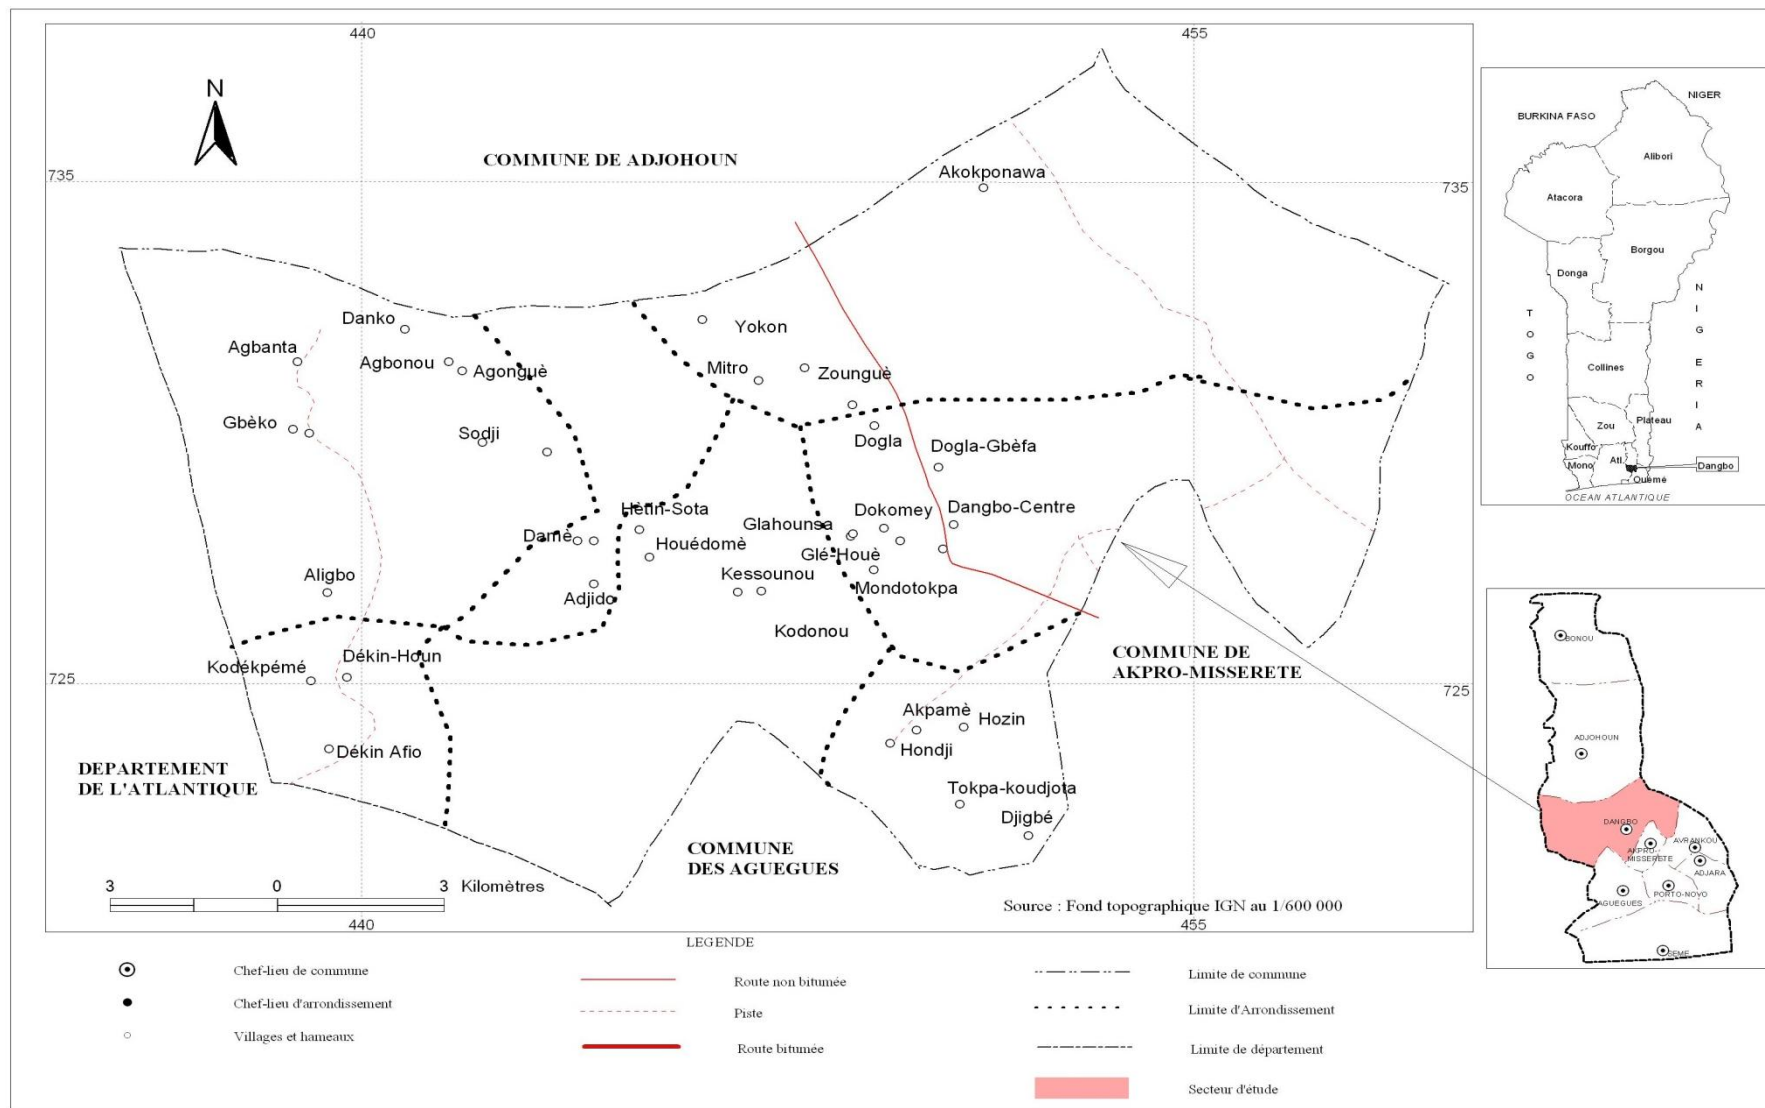 440
455
N
COMMUNE DE ADJOHOUN
735
735
Akokponawa
Danko
Yokon
Agbanta
Agbonou
Agonguè
Mitro
Zounguè
Gbèko
Sodji
Dogla
Dogla-Gbèfa
Hètin-Sota
Dokomey
Dangbo-Centre
Glahounsa
Damè
Houédomè
Glé-Houè
Aligbo
Kessounou
Mondotokpa
Adjido
Kodonou
Dékin-Houn
Kodékpémé
COMMUNE DE
AKPRO-MISSERETE
725
725
Akpamè
Hozin
Hondji
Dékin Afio
DEPARTEMENT
DE L'ATLANTIQUE
Tokpa-koudjota
Djigbé
COMMUNE
DES AGUEGUES
3
0
3
Kilomètres
Source : Fond topographique IGN au 1/600 000
440
455
NIGER
BURKINA FASO
Alibori
Atacora
Borgou
Donga
TOGO
NIGERIA
Collines
Plateau
Zou
Kouffo
Atl.
Mono
Dangbo
Ouémé
OCEAN ATLANTIQUE
BONOU
ADJOHOUN
DANGBO
AVRANKOU
AKPRO-
MISSERETE
ADJARA
PORTO-NOVO
AGUEGUES
SEME
LEGENDE
Chef-lieu de commune
Chef-lieu d'arrondissement
Villages et hameaux
Route non bitumée
Piste
Route bitumée
Limite de commune
Limite d'Arrondissement
Limite de département
Secteur d'étude